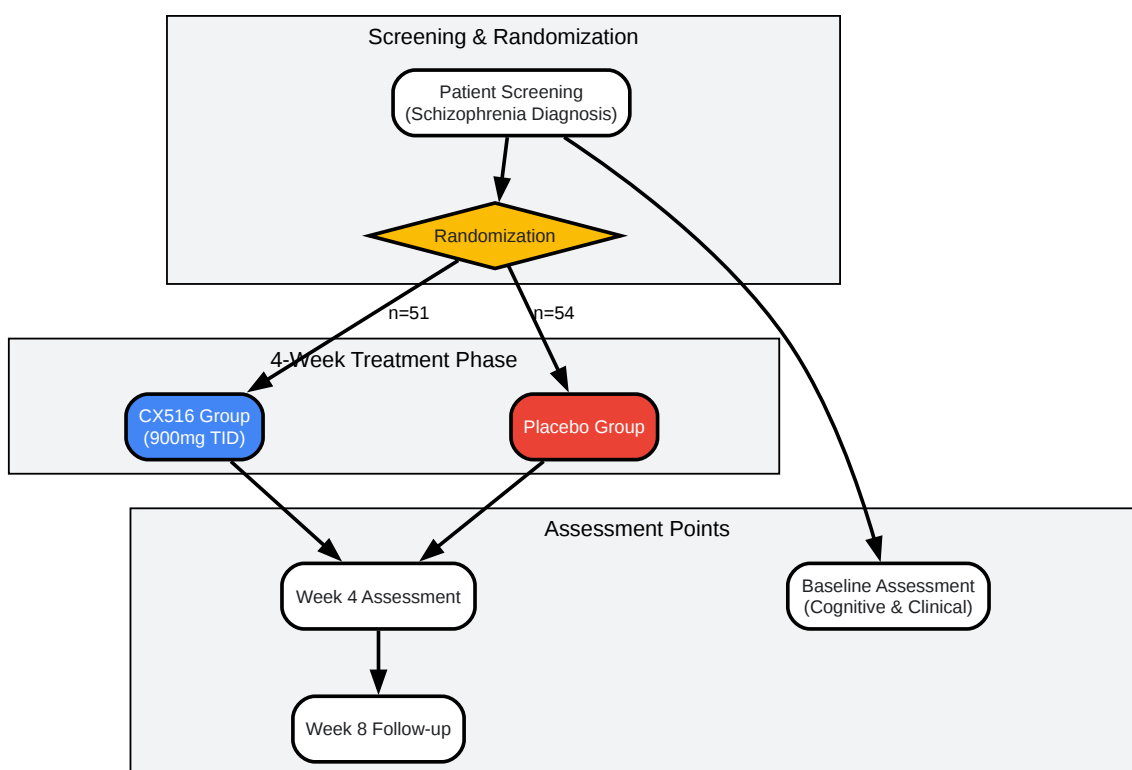 Screening & Randomization
Patient Screening
(Schizophrenia Diagnosis)
Randomization
n=51
n=54
4-Week Treatment Phase
CX516 Group
(900mg TID)
Placebo Group
Assessment Points
Week 4 Assessment
Baseline Assessment
(Cognitive & Clinical)
Week 8 Follow-up